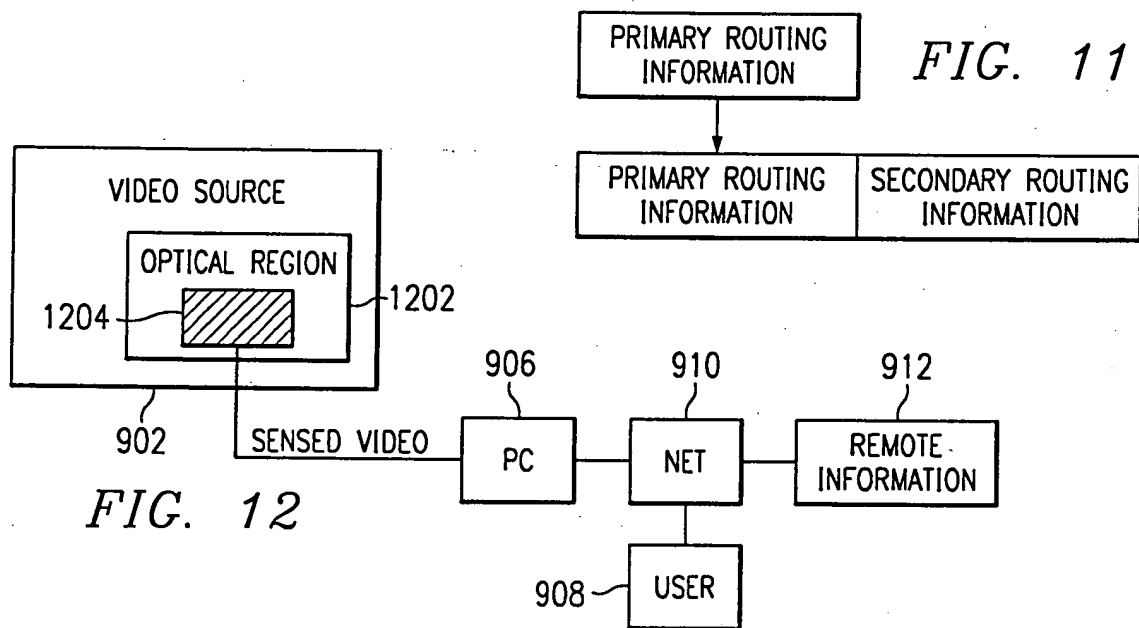 PRIMARY ROUTING
INFORMATION
FIG. 11
PRIMARY ROUTING
INFORMATION
SECONDARY ROUTING
INFORMATION
VIDEO SOURCE
OPTICAL REGION
1204
1202
902
SENSED VIDEO
906
PC
910
NET
912
REMOTE
INFORMATION
908
USER
FIG. 12